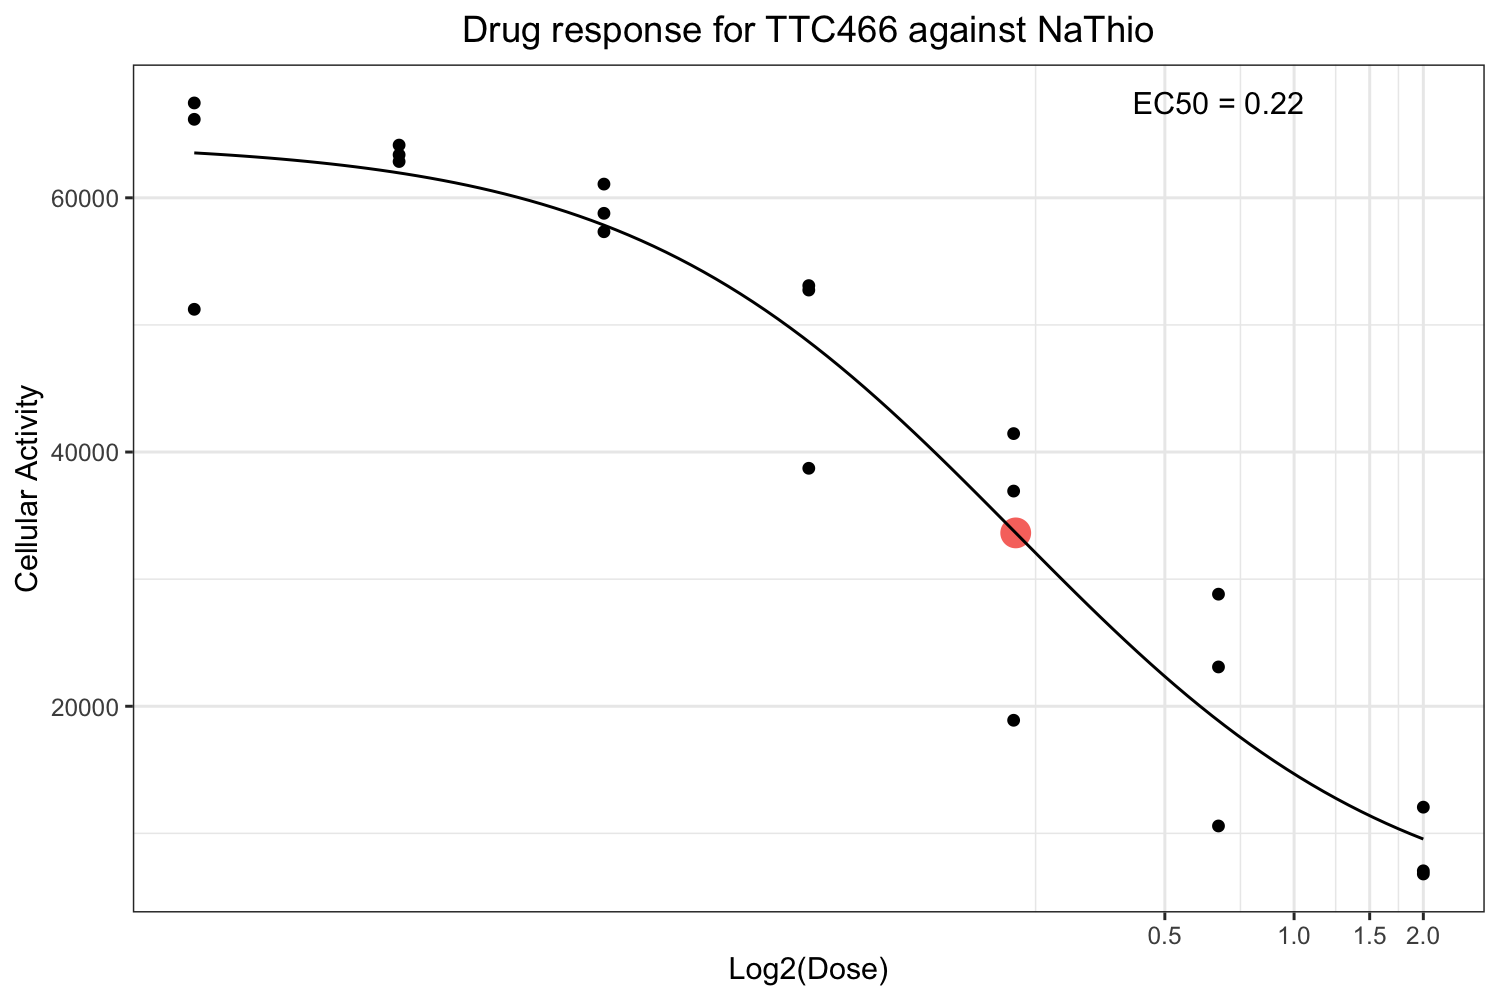 Drug response for TTC466 against NaThio
EC50 = 0.22
60000
40000
20000
Cellular Activity
0.5 1.0 1.5 2.0
Log2(Dose)